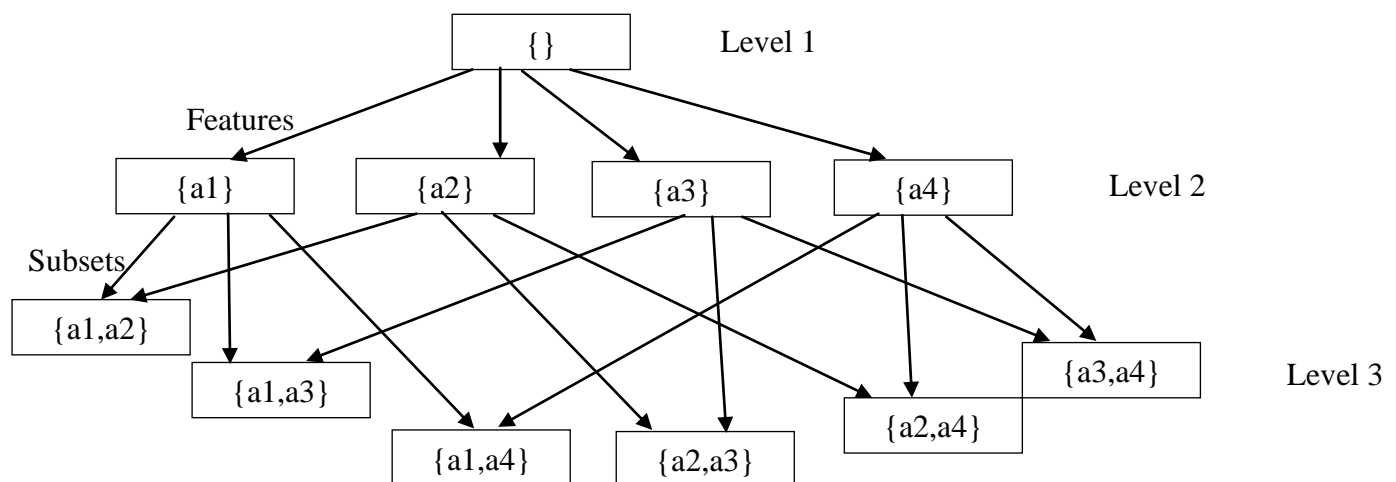 {}
Level 1
Features
{a1}
{a2}
{a3}
{a4}
Level 2
Subsets
{a1,a2}
{a1,a3}
{a3,a4}
Level 3
{a1,a4}
{a2,a3}
{a2,a4}